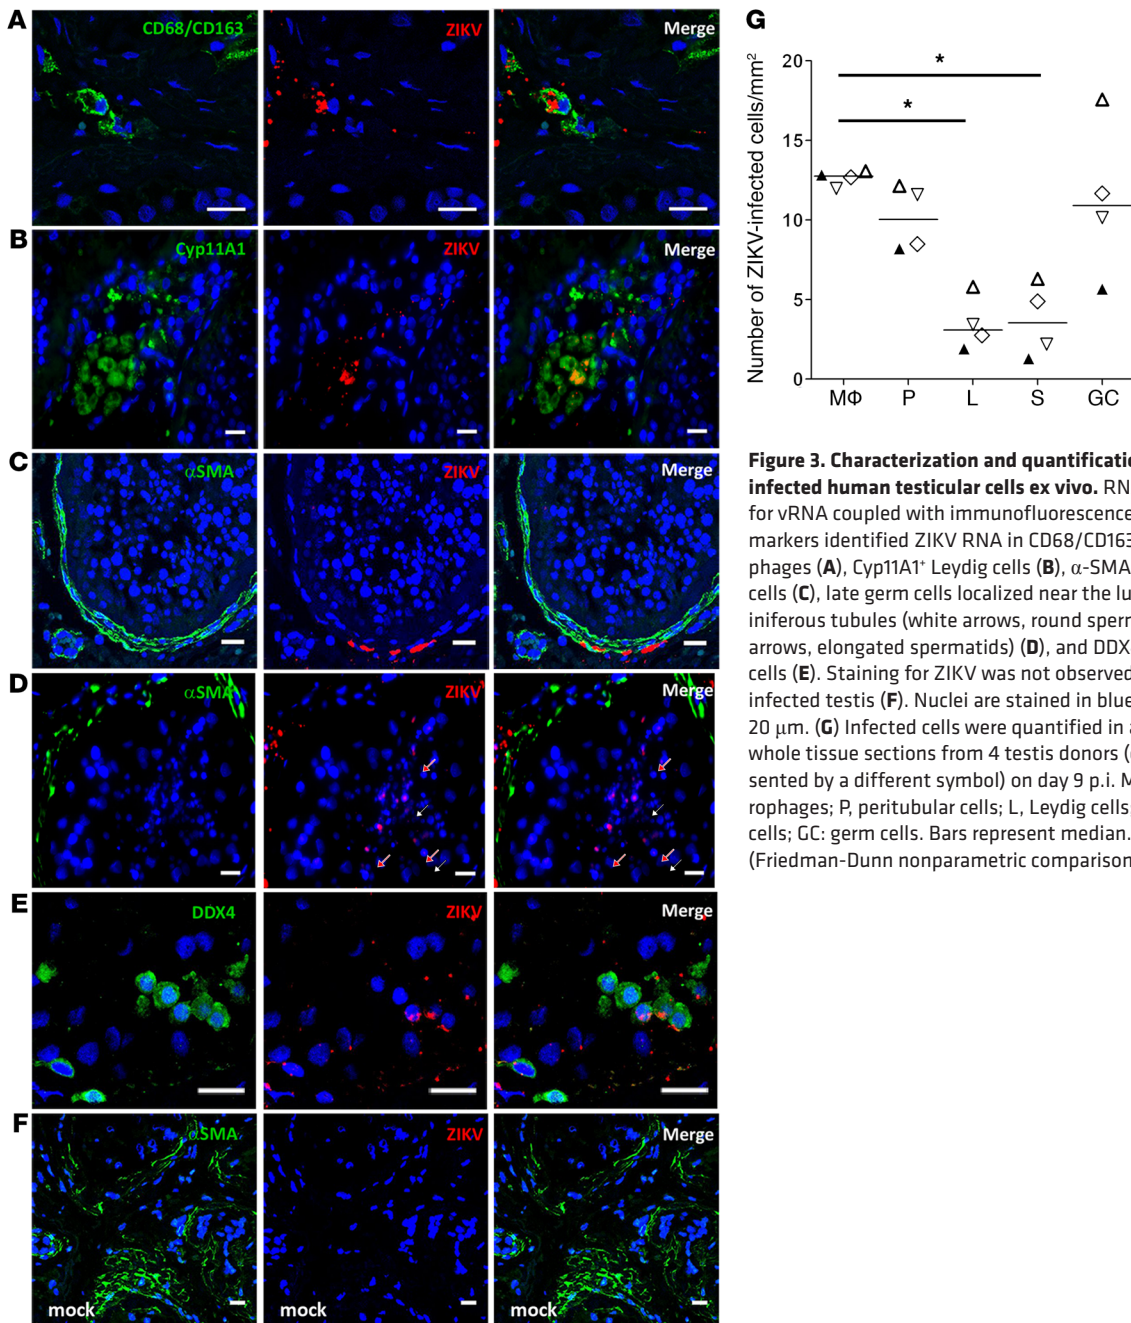 A
CD68/CD163
ZIKV
Merge
B
Cyp11A1
ZIKV
Merge
C
αSMA
ZIKV
Merge
D
αSMA
ZIKV
Merge
E
DDX4
ZIKV
Merge
F
αSMA
ZIKV
Merge
mock
mock
mock
G
Number of ZIKV-infected cells/mm²
20
15
10
5
0
*
*
MΦ P L S GC
Figure 3. Characterization and quantificatio
infected human testicular cells ex vivo. RN
for vRNA coupled with immunofluorescence
markers identified ZIKV RNA in CD68/CD163
phages (A), Cyp11A1⁺ Leydig cells (B), α-SMA
cells (C), late germ cells localized near the lu
iniferous tubules (white arrows, round sperm
arrows, elongated spermatids) (D), and DDX
cells (E). Staining for ZIKV was not observed
infected testis (F). Nuclei are stained in blue
20 μm. (G) Infected cells were quantified in a
whole tissue sections from 4 testis donors (
sented by a different symbol) on day 9 p.i. M
rophages; P, peritubular cells; L, Leydig cells;
cells; GC: germ cells. Bars represent median.
(Friedman-Dunn nonparametric comparison